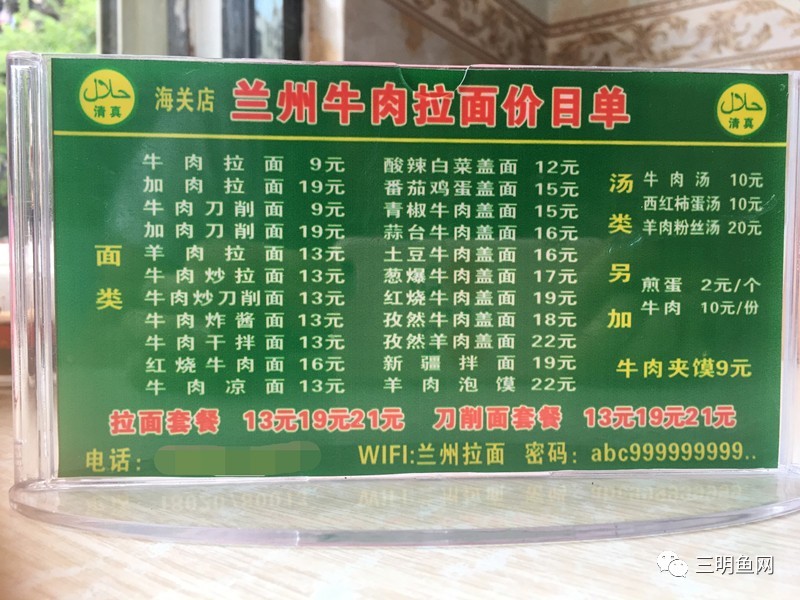 حلال
清真
海关店 兰州牛肉拉面价目单
حلال
清真
面类
牛肉拉面 9元
加肉拉面 19元
牛肉刀削面 9元
加肉刀削面 19元
羊肉拉面 13元
牛肉炒拉面 13元
牛肉炒刀削面 13元
牛肉炸酱面 13元
牛肉干拌面 13元
红烧牛肉面 16元
牛肉凉面 13元
酸辣白菜盖面 12元
番茄鸡蛋盖面 15元
青椒牛肉盖面 15元
蒜台牛肉盖面 16元
土豆牛肉盖面 16元
葱爆牛肉盖面 17元
红烧牛肉盖面 19元
孜然牛肉盖面 18元
孜然羊肉盖面 22元
新疆拌面 19元
羊肉泡馍 22元
汤类
牛肉汤 10元
西红柿蛋汤 10元
羊肉粉丝汤 20元
另加
煎蛋 2元/个
牛肉 10元/份
牛肉夹馍9元
拉面套餐 13元19元21元 刀削面套餐 13元19元21元
电话: WIFI:兰州拉面 密码: abc999999999..
三明鱼网